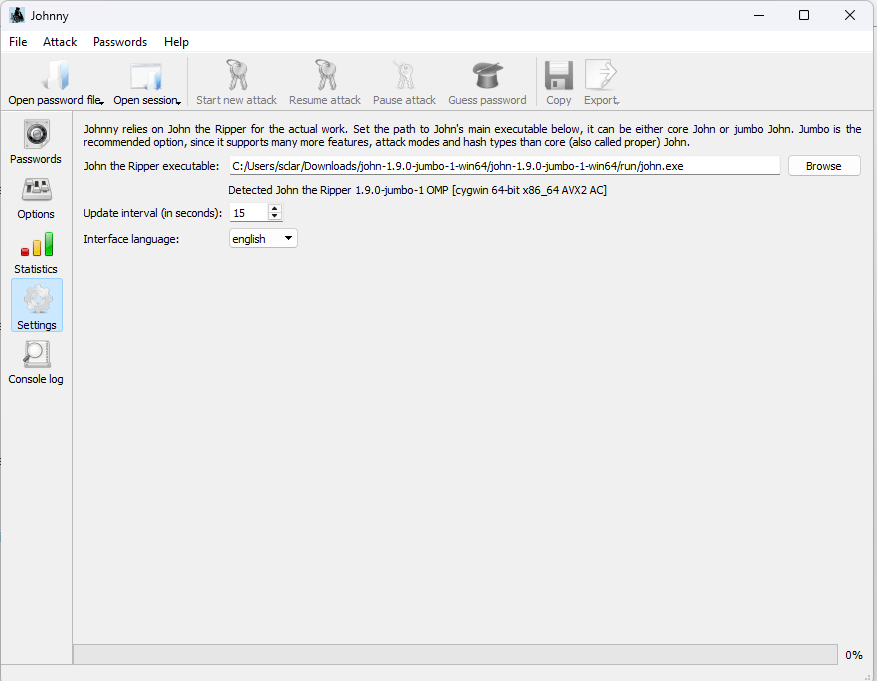 Johnny
File Attack Passwords Help
Open password file Open session Start new attack Resume attack Pause attack Guess password Copy Export
Johnny relies on John the Ripper for the actual work. Set the path to John's main executable below, it can be either core John or jumbo John. Jumbo is the
recommended option, since it supports many more features, attack modes and hash types than core (also called proper) John.
Passwords
John the Ripper executable: C:/Users/sclar/Downloads/john-1.9.0-jumbo-1-win64/john-1.9.0-jumbo-1-win64/run/john.exe Browse
Detected John the Ripper 1.9.0-jumbo-1 OMP [cygwin 64-bit x86_64 AVX2 AC]
Options
Update interval (in seconds): 15
Interface language: english
Statistics
Settings
Console log
0%